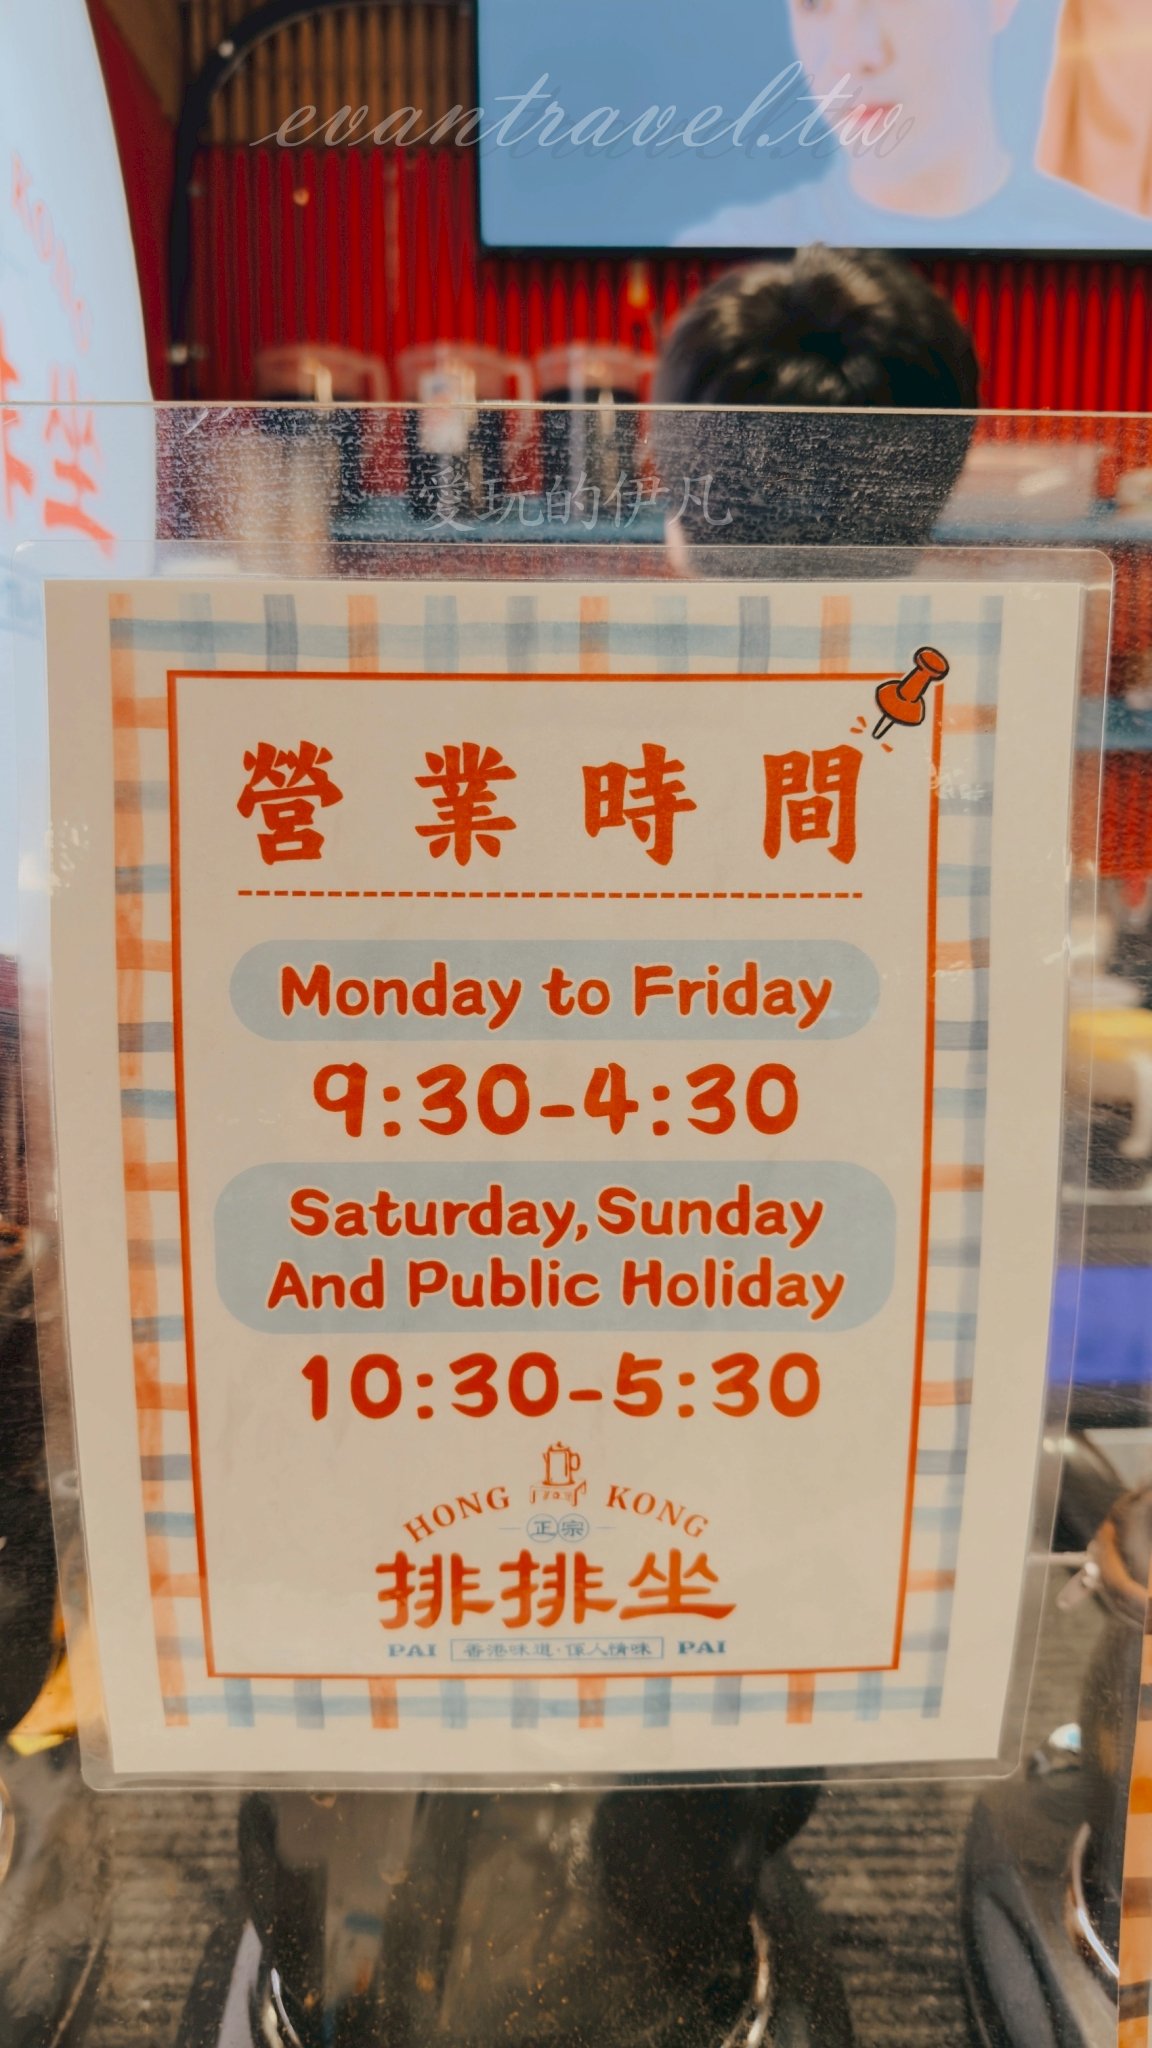 evantravel.tw
愛玩的伊凡
營業時間
Monday to Friday
9:30-4:30
Saturday, Sunday
And Public Holiday
10:30-5:30
HONG KONG
正宗
排排坐
PAI 香港味道·傢人情味 PAI